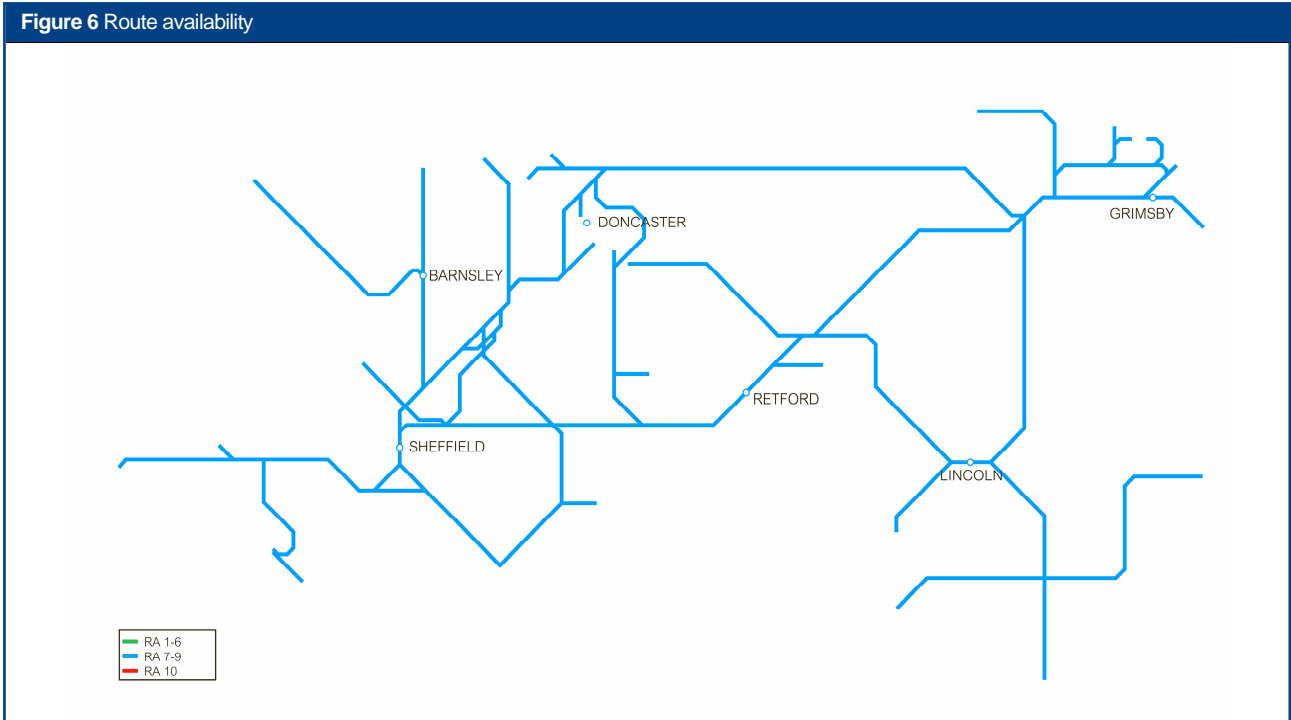 Figure 6 Route availability
GRIMSBY
DONCASTER
BARNSLEY
RETFORD
SHEFFIELD
LINCOLN
RA 1-6
RA 7-9
RA 10